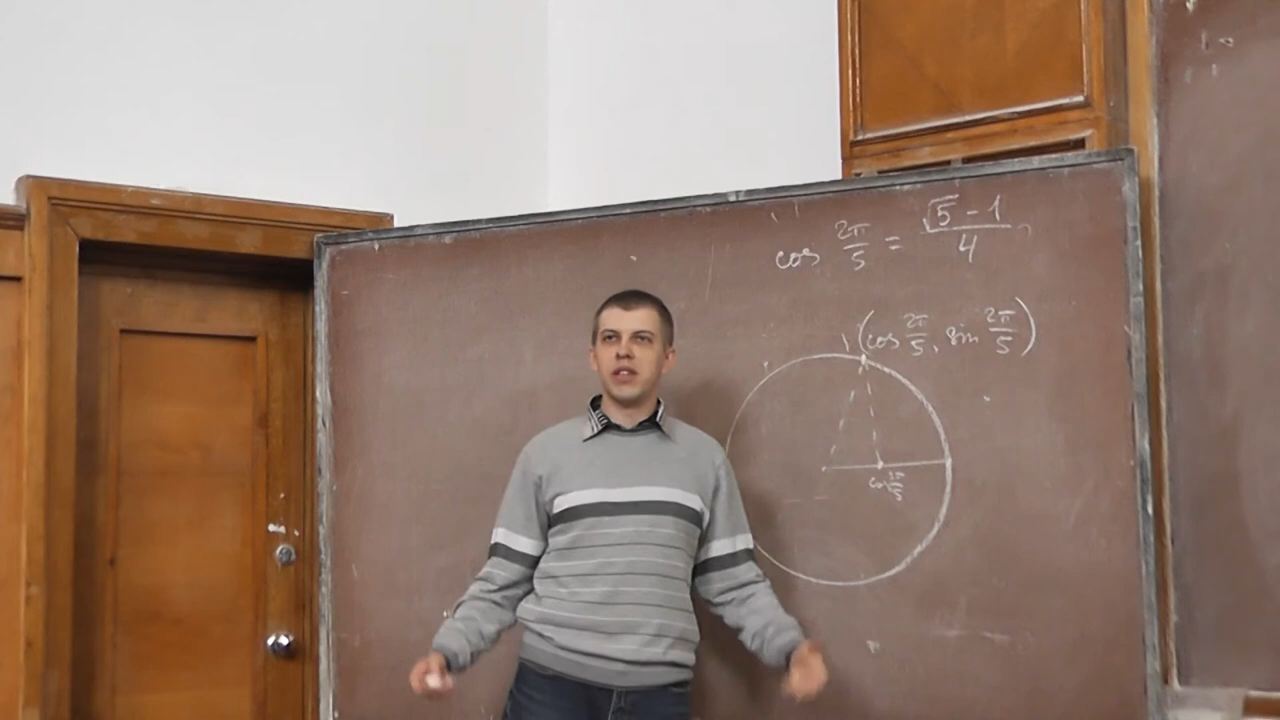 cos 2π/5 = (√5 - 1)/4
(cos 2π/5, sin 2π/5)
cos 2π/5